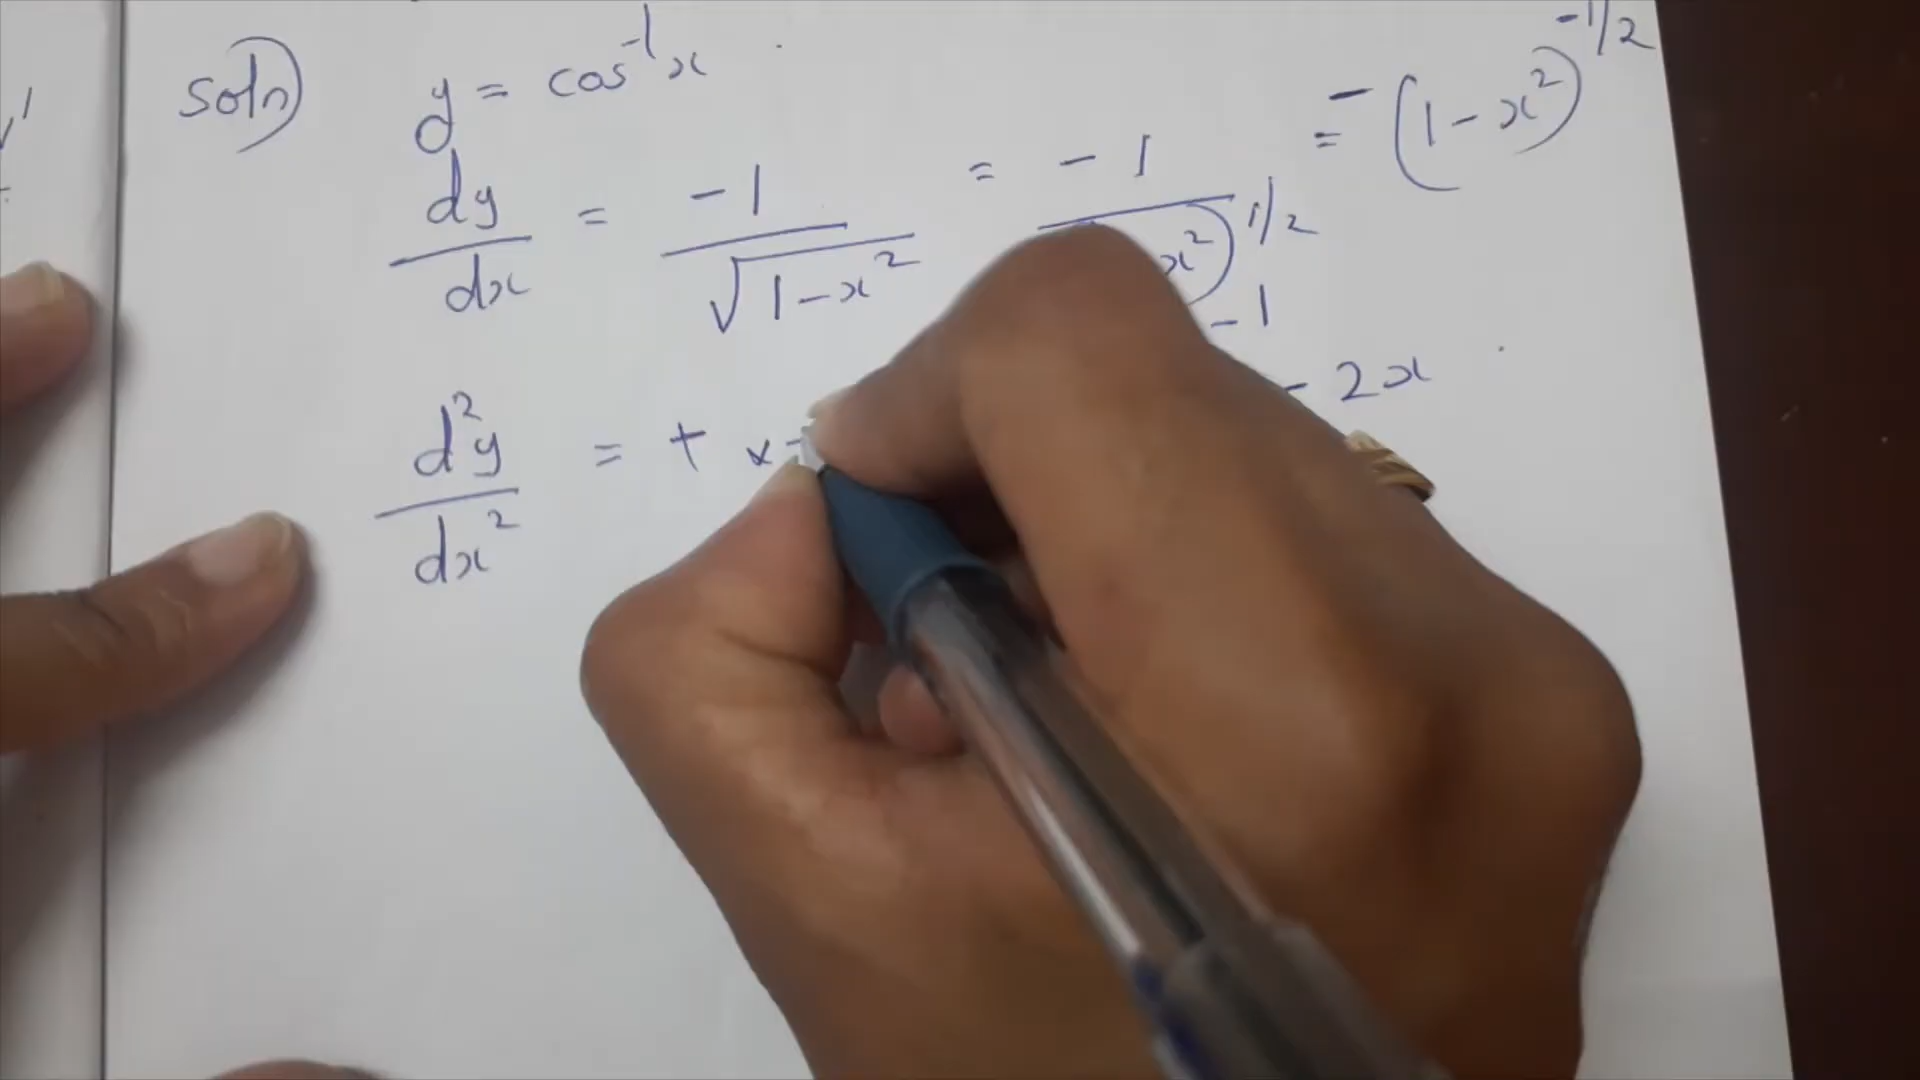 soln) y = cos⁻¹x
dy/dx = -1/√(1-x²) = -1/( x²)^1/2 = -(1-x²)^-1/2
-1
d²y/dx² = + x - - 2x